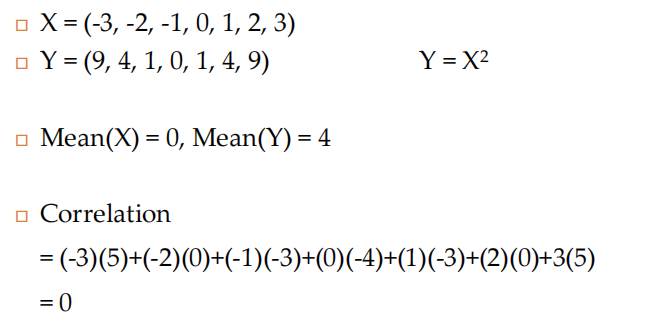 X = (-3, -2, -1, 0, 1, 2, 3)
Y = (9, 4, 1, 0, 1, 4, 9) Y = X²
Mean(X) = 0, Mean(Y) = 4
Correlation
= (-3)(5)+(-2)(0)+(-1)(-3)+(0)(-4)+(1)(-3)+(2)(0)+3(5)
= 0